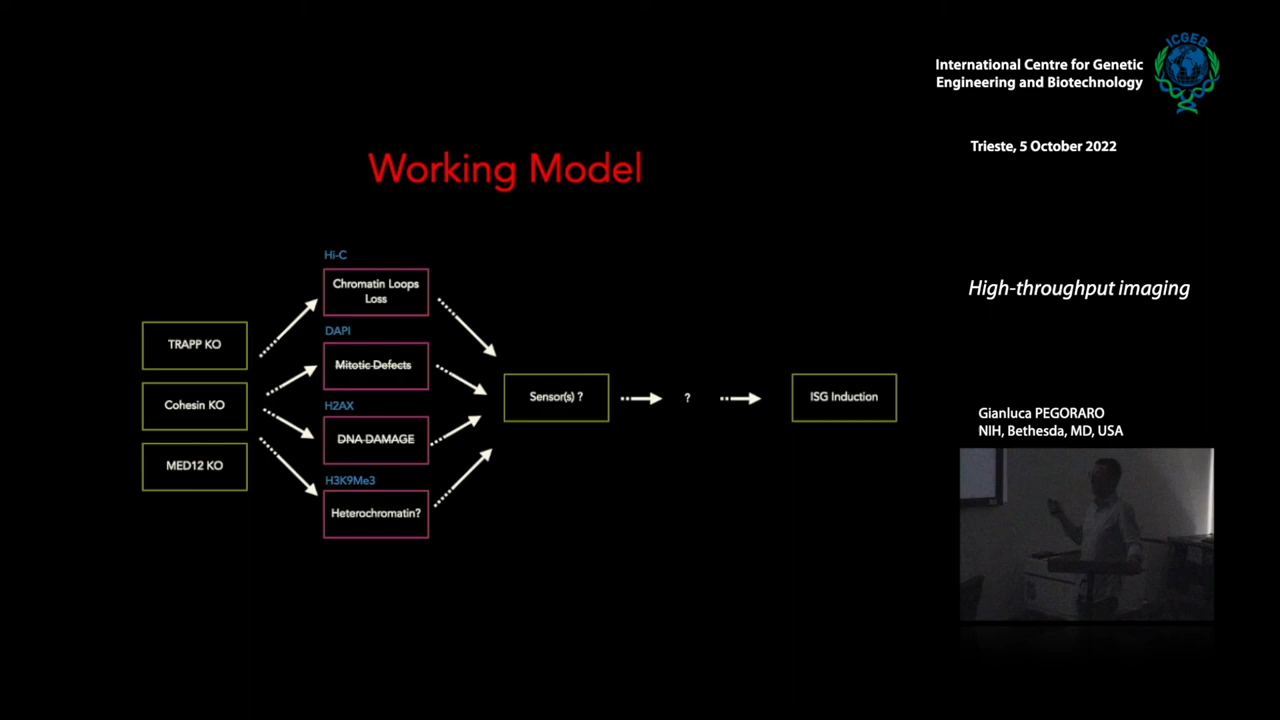 ICGEB
International Centre for Genetic
Engineering and Biotechnology
Trieste, 5 October 2022
Working Model
Hi-C
Chromatin Loops
Loss
DAPI
TRAPP KO
Mitotic Defects
Cohesin KO
H2AX
DNA DAMAGE
MED12 KO
H3K9Me3
Heterochromatin?
Sensor(s) ?
?
ISG Induction
High-throughput imaging
Gianluca PEGORARO
NIH, Bethesda, MD, USA